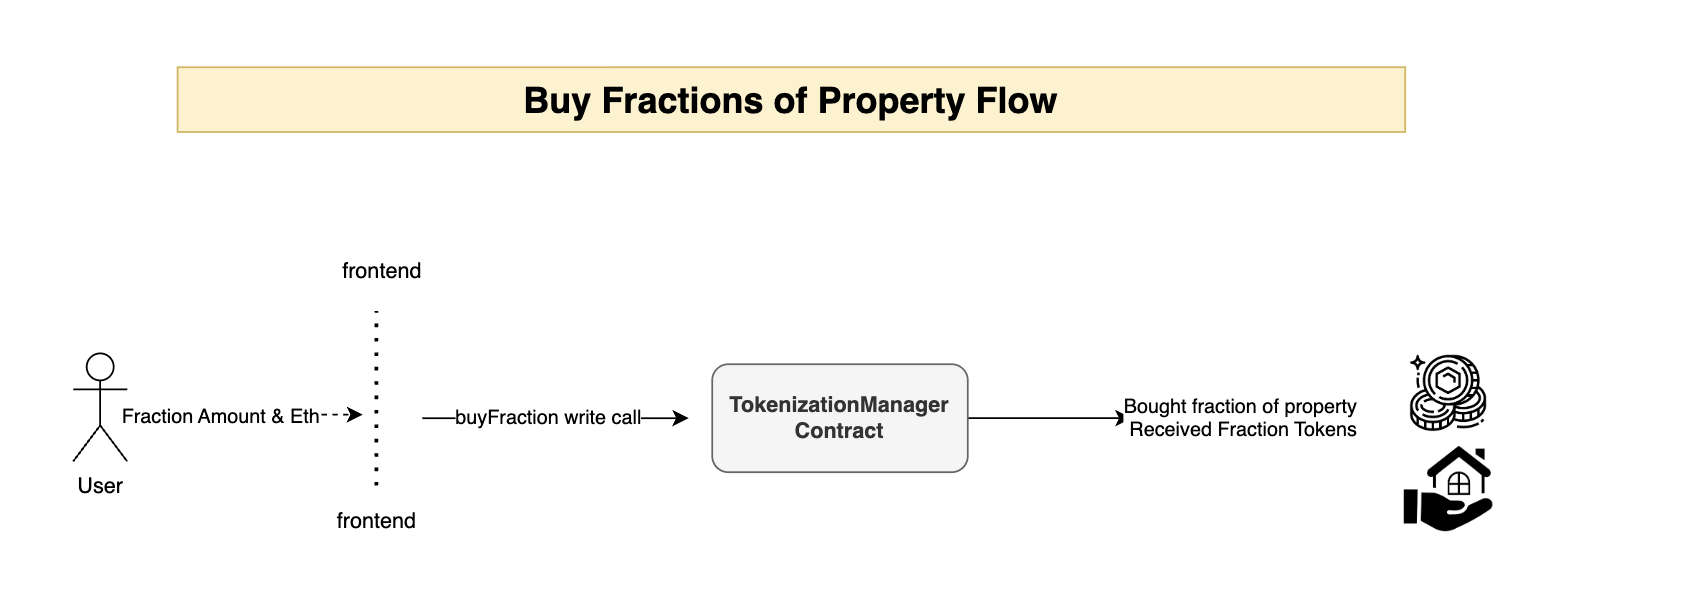 Buy Fractions of Property Flow
frontend
Fraction Amount & Eth
buyFraction write call
TokenizationManager
Contract
Bought fraction of property
Received Fraction Tokens
User
frontend